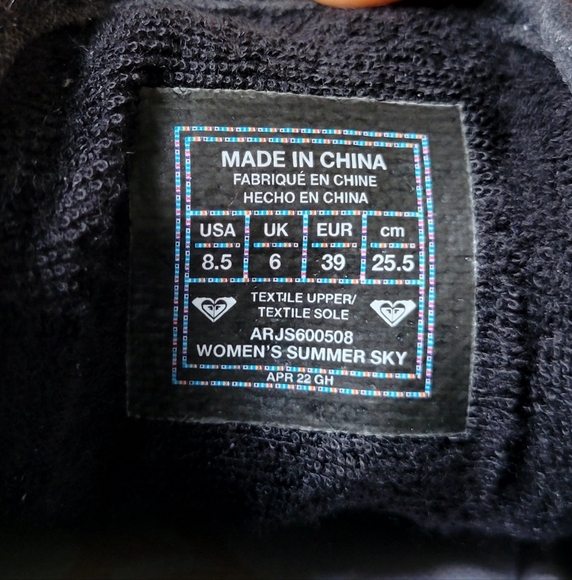 MADE IN CHINA
FABRIQUÉ EN CHINE
HECHO EN CHINA
USA UK EUR cm
8.5 6 39 25.5
TEXTILE UPPER/
TEXTILE SOLE
ARJS600508
WOMEN'S SUMMER SKY
APR 22 GH